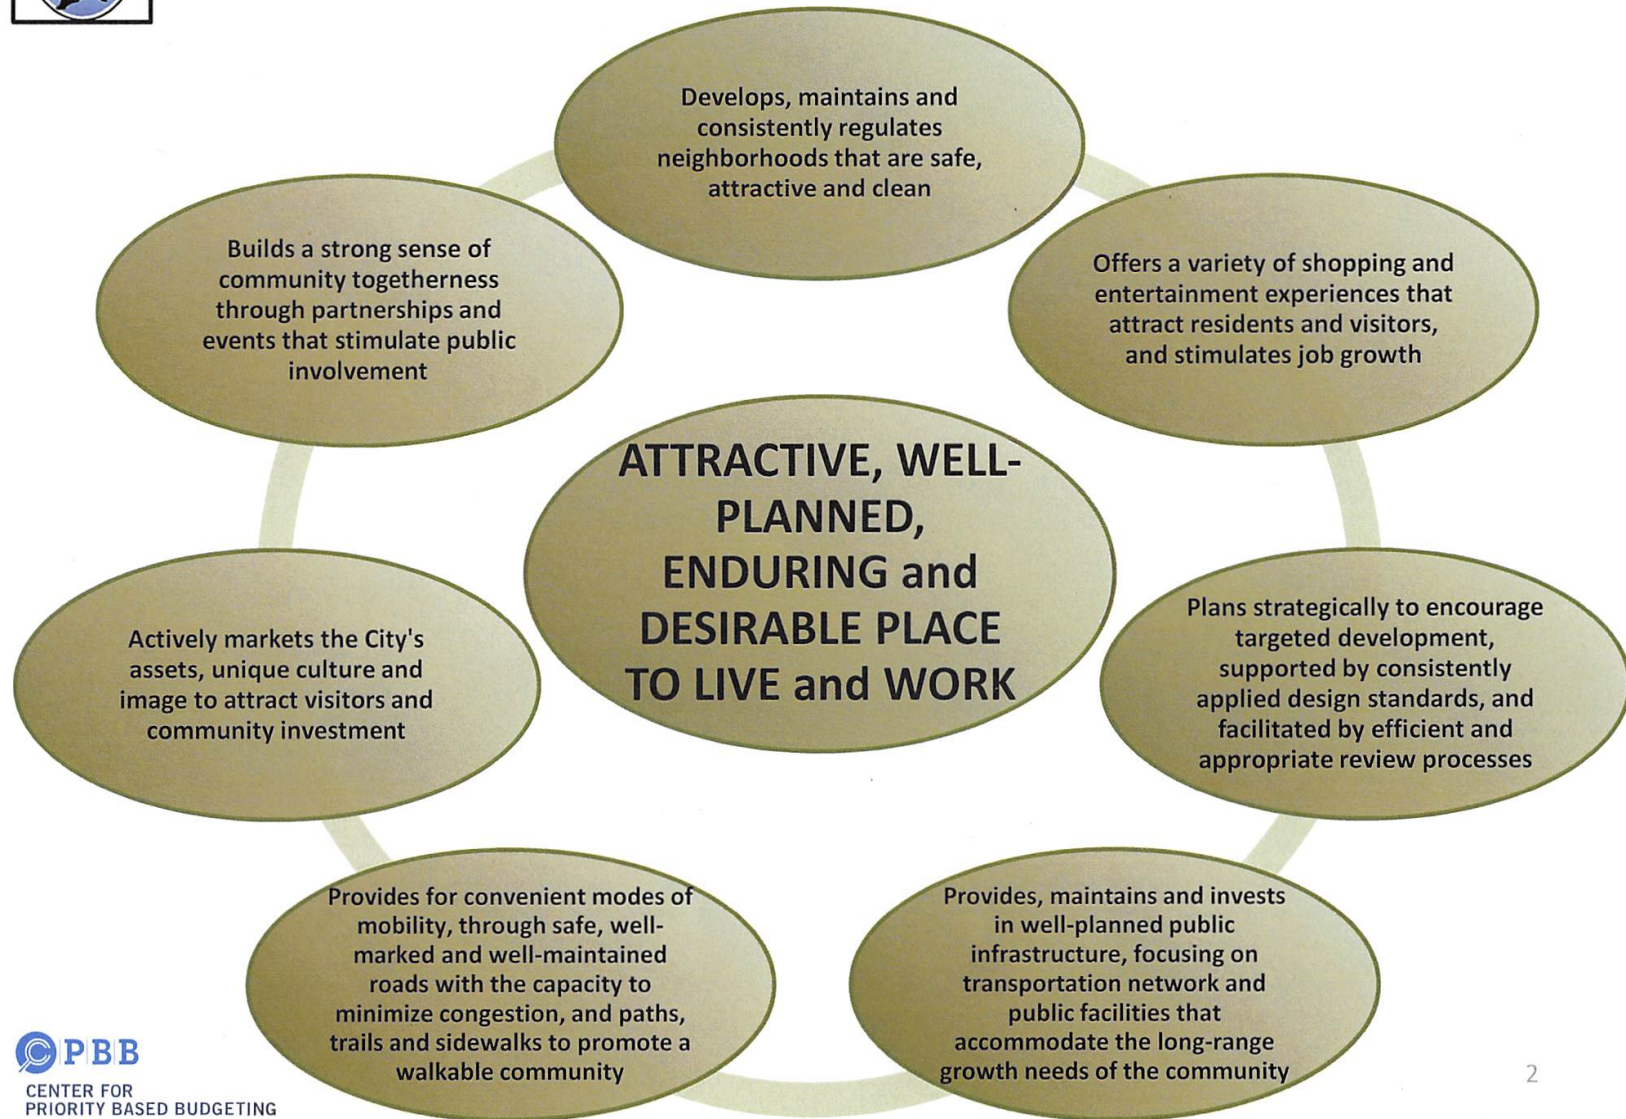 Develops, maintains and
consistently regulates
neighborhoods that are safe,
attractive and clean
Offers a variety of shopping and
entertainment experiences that
attract residents and visitors,
and stimulates job growth
Plans strategically to encourage
targeted development,
supported by consistently
applied design standards, and
facilitated by efficient and
appropriate review processes
Provides, maintains and invests
in well-planned public
infrastructure, focusing on
transportation network and
public facilities that
accommodate the long-range
growth needs of the community
Provides for convenient modes of
mobility, through safe, well-
marked and well-maintained
roads with the capacity to
minimize congestion, and paths,
trails and sidewalks to promote a
walkable community
Actively markets the City's
assets, unique culture and
image to attract visitors and
community investment
Builds a strong sense of
community togetherness
through partnerships and
events that stimulate public
involvement
ATTRACTIVE, WELL-
PLANNED,
ENDURING and
DESIRABLE PLACE
TO LIVE and WORK
PBB
CENTER FOR
PRIORITY BASED BUDGETING
2